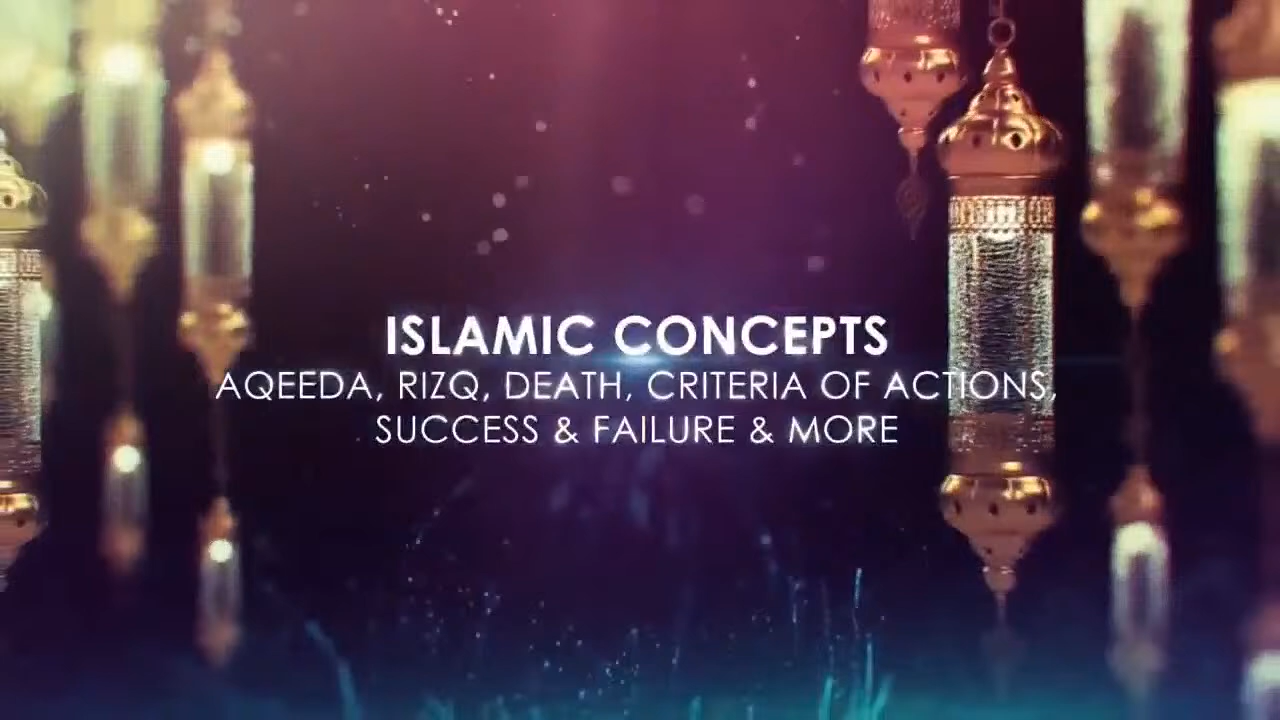 ISLAMIC CONCEPTS
AQEEDA, RIZQ, DEATH, CRITERIA OF ACTIONS,
SUCCESS & FAILURE & MORE